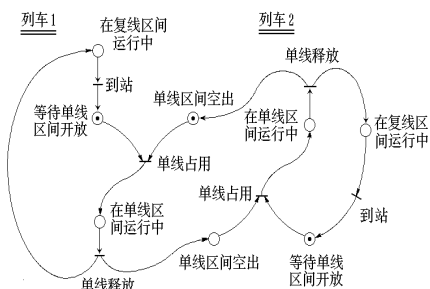 列车1
在复线区间
运行中
到站
等待单线
区间开放
单线区间空出
单线占用
在单线区
间运行中
单线释放
列车2
单线释放
在单线区
间运行中
在复线区
间运行中
单线占用
到站
单线区间空出
等待单线
区间开放